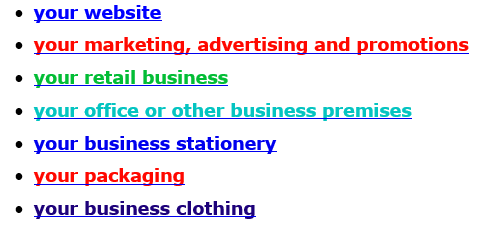 your website
your marketing, advertising and promotions
your retail business
your office or other business premises
your business stationery
your packaging
your business clothing